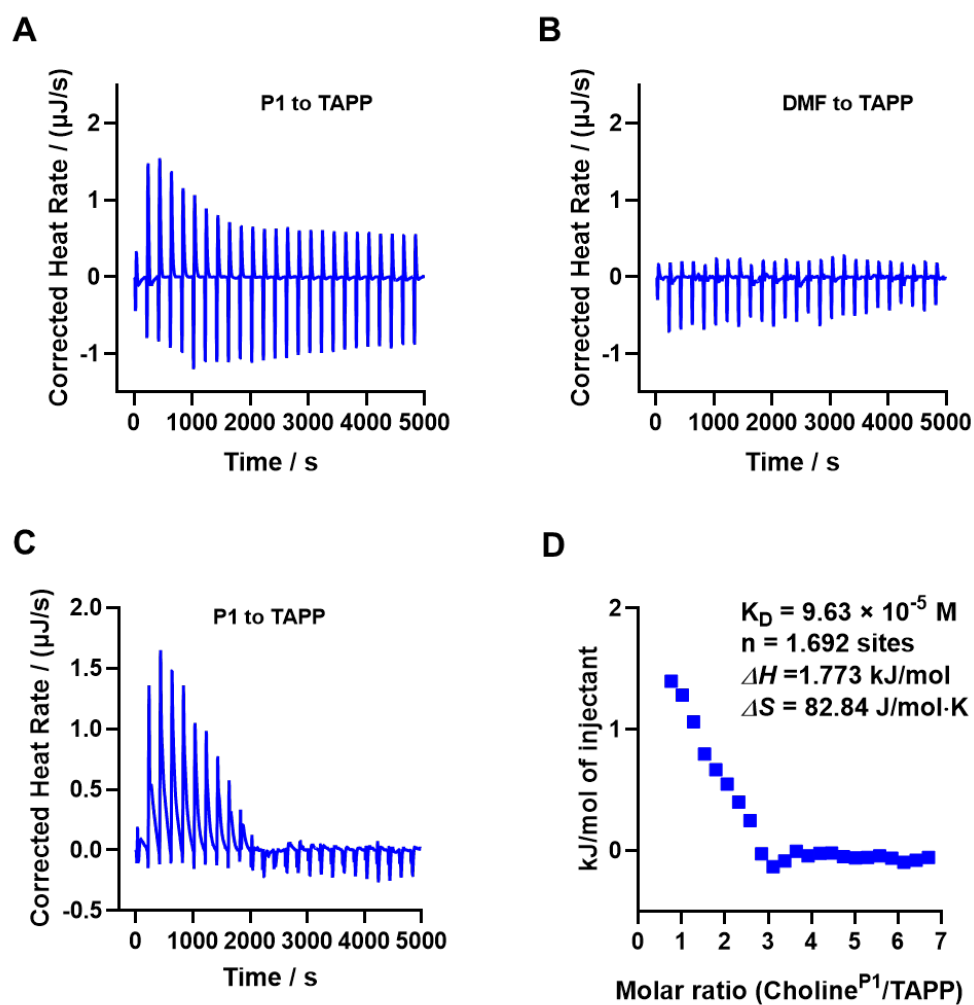 A
Corrected Heat Rate / (µJ/s)
P1 to TAPP
2
1
0
-1
0 1000 2000 3000 4000 5000
Time / s
B
Corrected Heat Rate / (µJ/s)
DMF to TAPP
2
1
0
-1
0 1000 2000 3000 4000 5000
Time / s
C
Corrected Heat Rate / (µJ/s)
P1 to TAPP
2.0
1.5
1.0
0.5
0.0
-0.5
0 1000 2000 3000 4000 5000
Time / s
D
kJ/mol of injectant
K_D = 9.63 × 10^-5 M
n = 1.692 sites
ΔH =1.773 kJ/mol
ΔS = 82.84 J/mol·K
2
1
0
0 1 2 3 4 5 6 7
Molar ratio (Choline^P1/TAPP)